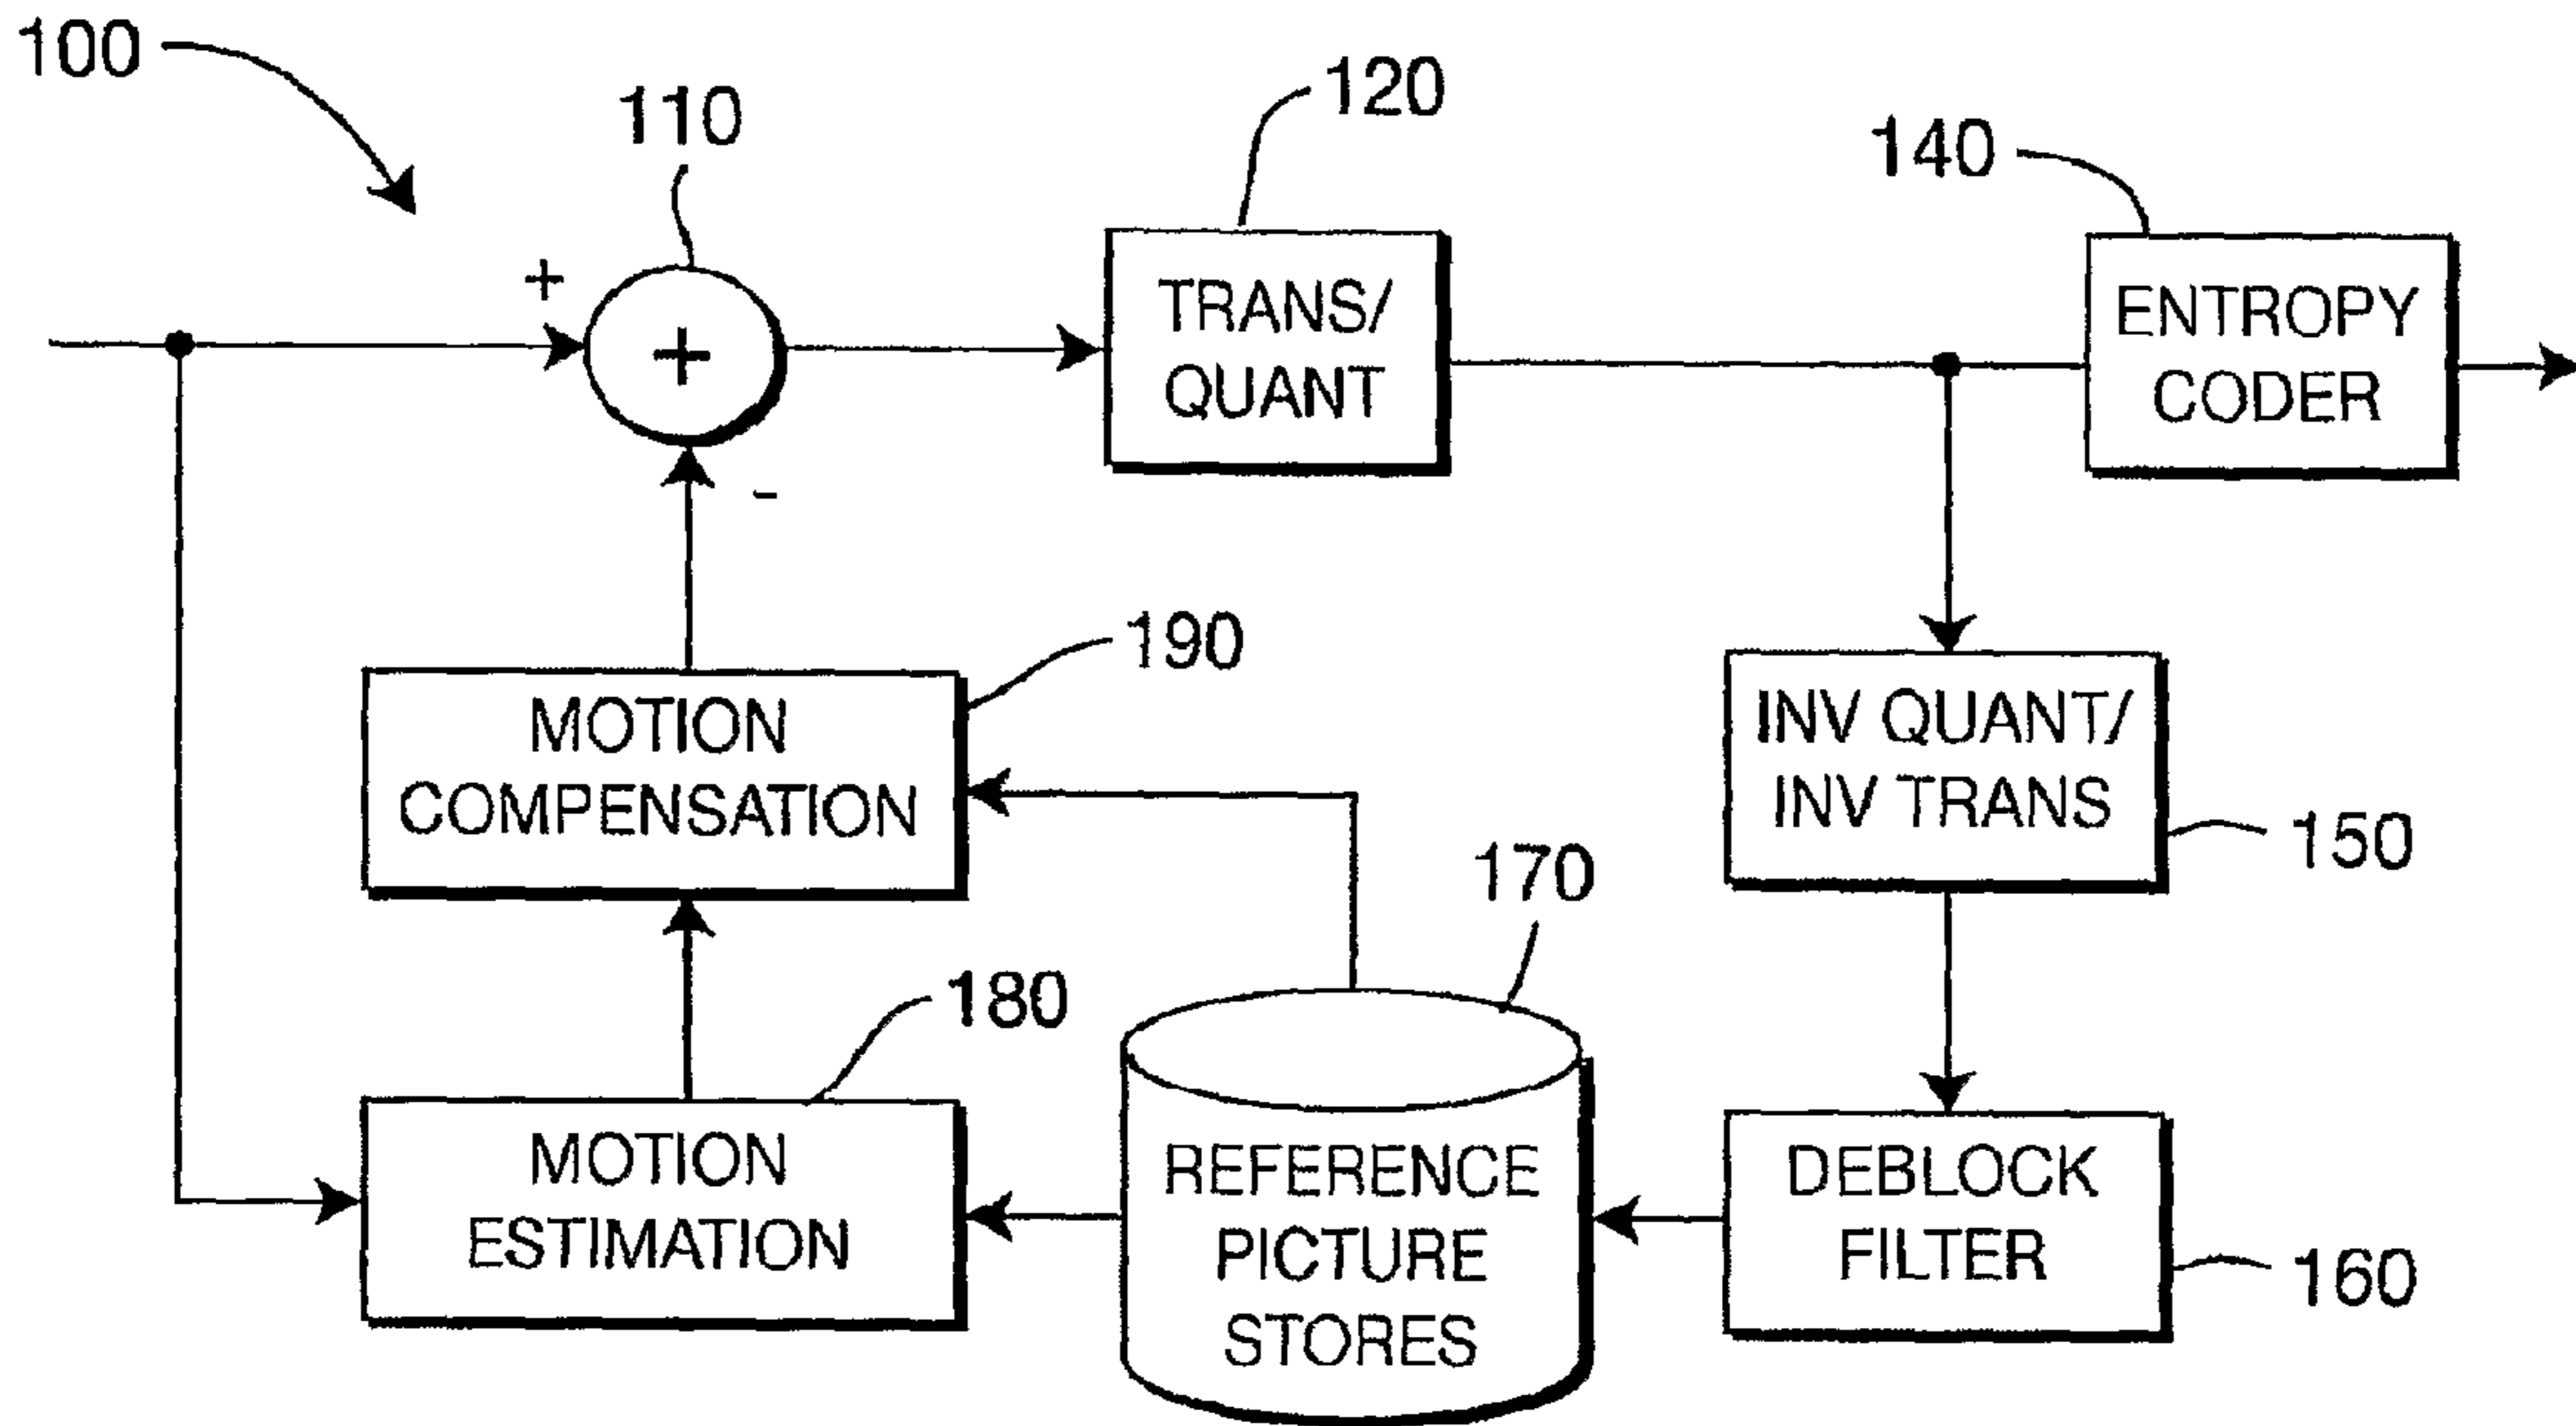 100
110
120
140
+
+
TRANS/
QUANT
ENTROPY
CODER
-
190
MOTION
COMPENSATION
INV QUANT/
INV TRANS
150
170
180
MOTION
ESTIMATION
REFERENCE
PICTURE
STORES
DEBLOCK
FILTER
160